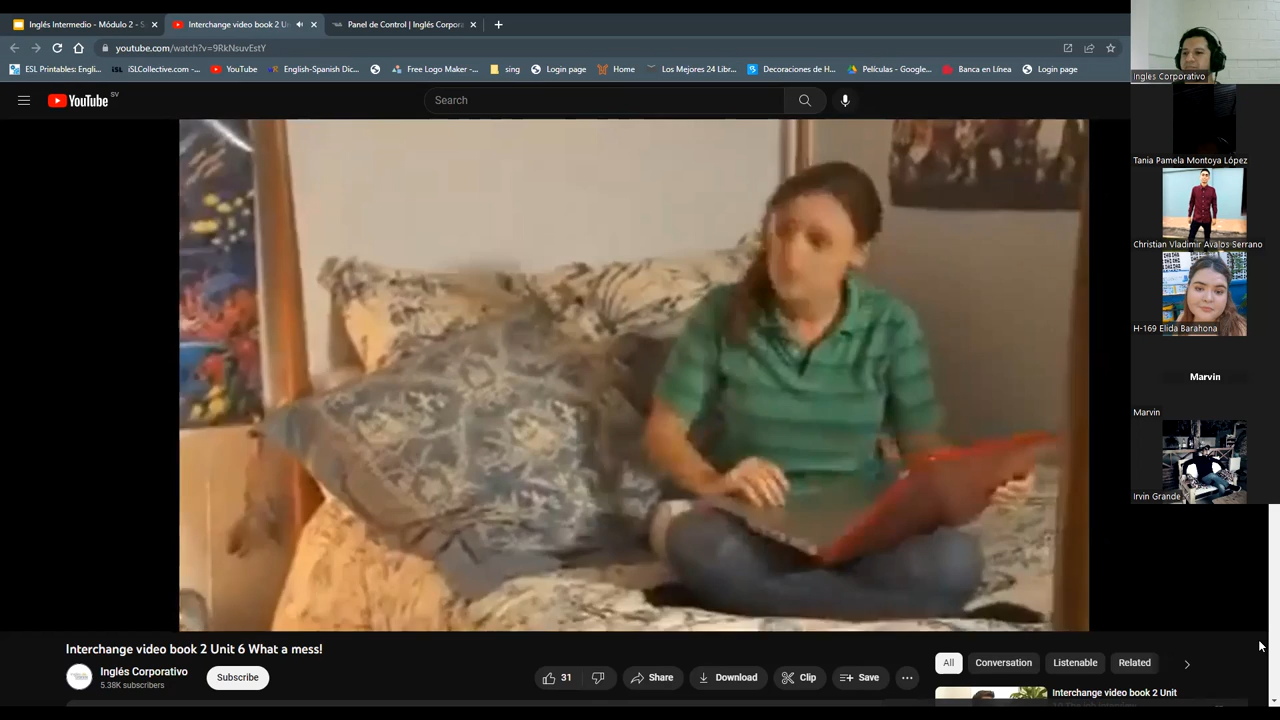 Inglés Intermedio - Módulo 2 - S
Interchange video book 2 Uni
Panel de Control | Inglés Corpora
youtube.com/watch?v=9RkNsuvEstY
ESL Printables: Engli...
iSLCollective.com -...
YouTube
English-Spanish Dic...
Free Logo Maker -...
sing
Login page
Home
Los Mejores 24 Libr...
Decoraciones de H...
Películas - Google...
Banca en Línea
Login page
YouTube SV
Search
Ingles Corporativo
Tania Pamela Montoya López
Christian Vladimir Avalos Serrano
H-169 Elida Barahona
Marvin
Marvin
Irvin Grande
Interchange video book 2 Unit 6 What a mess!
Inglés Corporativo
5.38K subscribers
Subscribe
31
Share
Download
Clip
Save
All
Conversation
Listenable
Related
Interchange video book 2 Unit